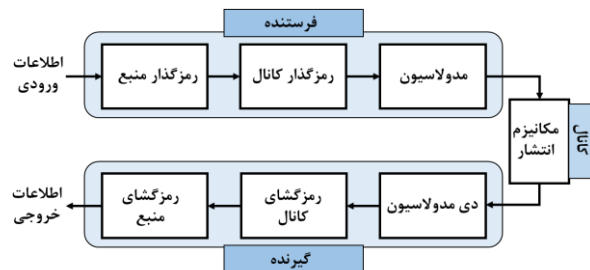 فرستنده
اطلاعات
ورودی
رمزگذار منبع
رمزگذار کانال
مدولاسیون
مکانیزم
انتشار
کانال
دی مدولاسیون
رمزگشای
کانال
رمزگشای
منبع
اطلاعات
خروجی
گیرنده